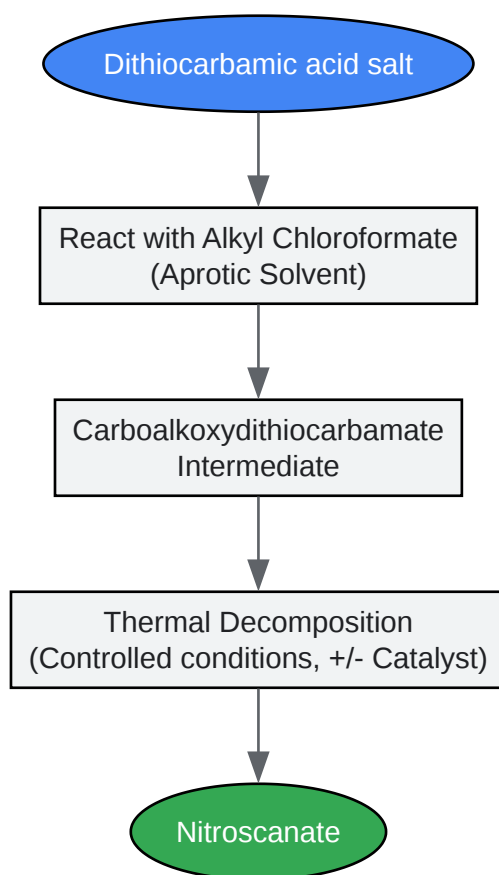 Dithiocarbamic acid salt
React with Alkyl Chloroformate
(Aprotic Solvent)
Carboalkoxydithiocarbamate
Intermediate
Thermal Decomposition
(Controlled conditions, +/- Catalyst)
Nitroscanate